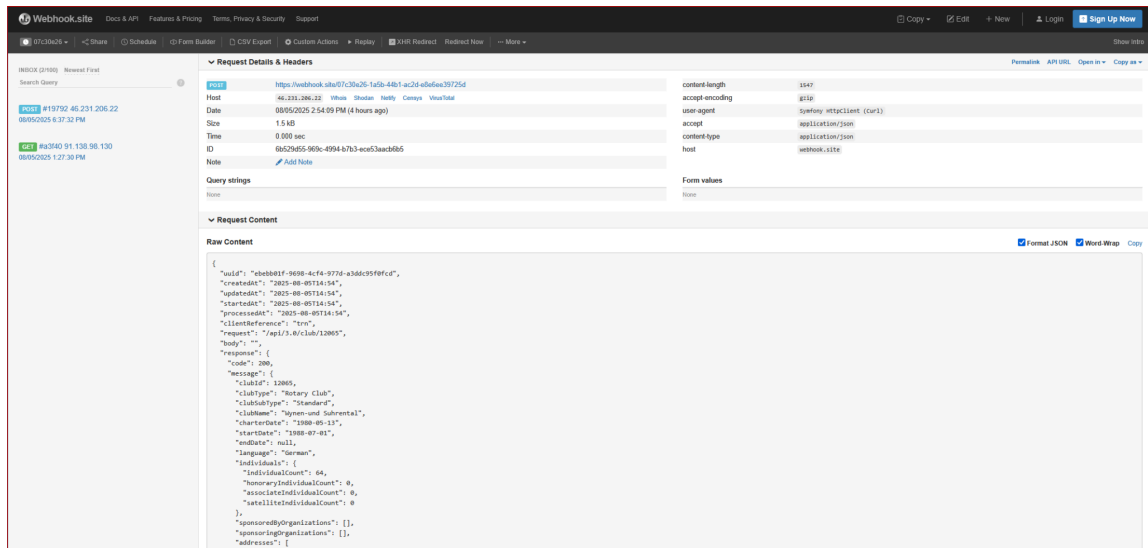 Webhook.site Docs & API Features & Pricing Terms, Privacy & Security Support Copy Edit + New Login Sign Up Now
07c30e26 Share Schedule Form Builder CSV Export Custom Actions Replay XHR Redirect Redirect Now ··· More Show Intro
INBOX (2/100) Newest First
Search Query
POST #19792 46.231.206.22
08/05/2025 6:37:32 PM
GET #a3f40 91.138.98.130
08/05/2025 1:27:30 PM
Request Details & Headers Permalink API URL Open in Copy as
POST https://webhook.site/07c30e26-1a5b-44b1-ac2d-e8e6ee39725d
Host 46.231.206.22 Whois Shodan Netify Censys VirusTotal
Date 08/05/2025 2:54:09 PM (4 hours ago)
Size 1.5 kB
Time 0.000 sec
ID 6b529d55-969c-4994-b7b3-ece53aacb6b5
Note Add Note
content-length 1547
accept-encoding gzip
user-agent Symfony HttpClient (Curl)
accept application/json
content-type application/json
host webhook.site
Query strings
None
Form values
None
Request Content
Raw Content Format JSON Word-Wrap Copy
{
"uuid": "ebebb01f-9698-4cf4-977d-a3ddc95f0fcd",
"createdAt": "2025-08-05T14:54",
"updatedAt": "2025-08-05T14:54",
"startedAt": "2025-08-05T14:54",
"processedAt": "2025-08-05T14:54",
"clientReference": "trn",
"request": "/api/3.0/club/12065",
"body": "",
"response": {
"code": 200,
"message": {
"clubId": 12065,
"clubType": "Rotary Club",
"clubSubType": "Standard",
"clubName": "Wynen-und Suhrental",
"charterDate": "1980-05-13",
"startDate": "1988-07-01",
"endDate": null,
"language": "German",
"individuals": {
"individualCount": 64,
"honoraryIndividualCount": 0,
"associateIndividualCount": 0,
"satelliteIndividualCount": 0
},
"sponsoredByOrganizations": [],
"sponsoringOrganizations": [],
"addresses": [